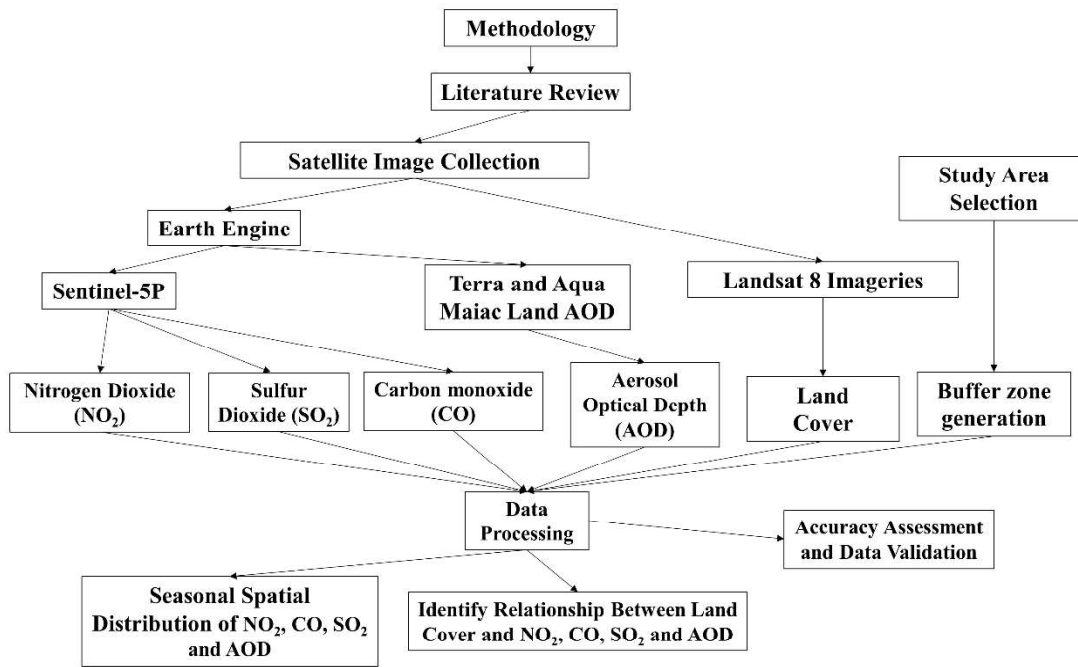 Methodology
Literature Review
Satellite Image Collection
Study Area
Selection
Earth Engine
Sentinel-5P
Terra and Aqua
Maiac Land AOD
Landsat 8 Imageries
Nitrogen Dioxide
(NO₂)
Sulfur
Dioxide (SO₂)
Carbon monoxide
(CO)
Aerosol
Optical Depth
(AOD)
Land
Cover
Buffer zone
generation
Data
Processing
Accuracy Assessment
and Data Validation
Seasonal Spatial
Distribution of NO₂, CO, SO₂
and AOD
Identify Relationship Between Land
Cover and NO₂, CO, SO₂ and AOD